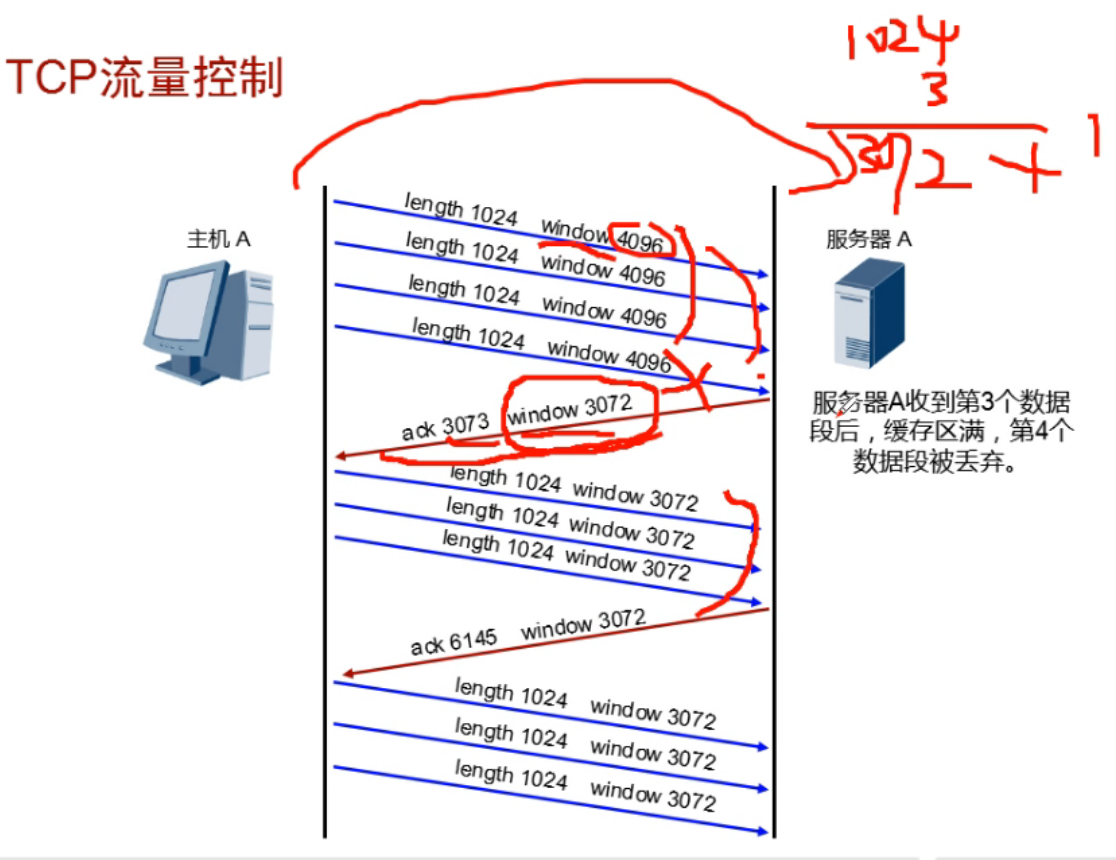 1024
3
TCP流量控制
3072 + 1
length 1024 window 4096
主机 A
服务器 A
length 1024 window 4096
length 1024 window 4096
length 1024 window 4096
服务器A收到第3个数据
段后，缓存区满，第4个
数据段被丢弃。
ack 3073 window 3072
length 1024 window 3072
length 1024 window 3072
length 1024 window 3072
ack 6145 window 3072
length 1024 window 3072
length 1024 window 3072
length 1024 window 3072